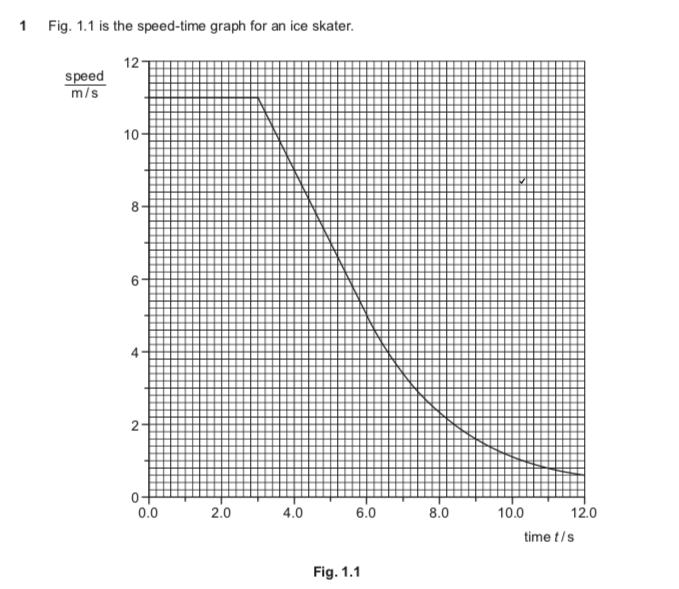 1 Fig. 1.1 is the speed-time graph for an ice skater.
speed
m/s
12
10
8
6
4
2
0
0.0 2.0 4.0 6.0 8.0 10.0 12.0
time t/s
Fig. 1.1